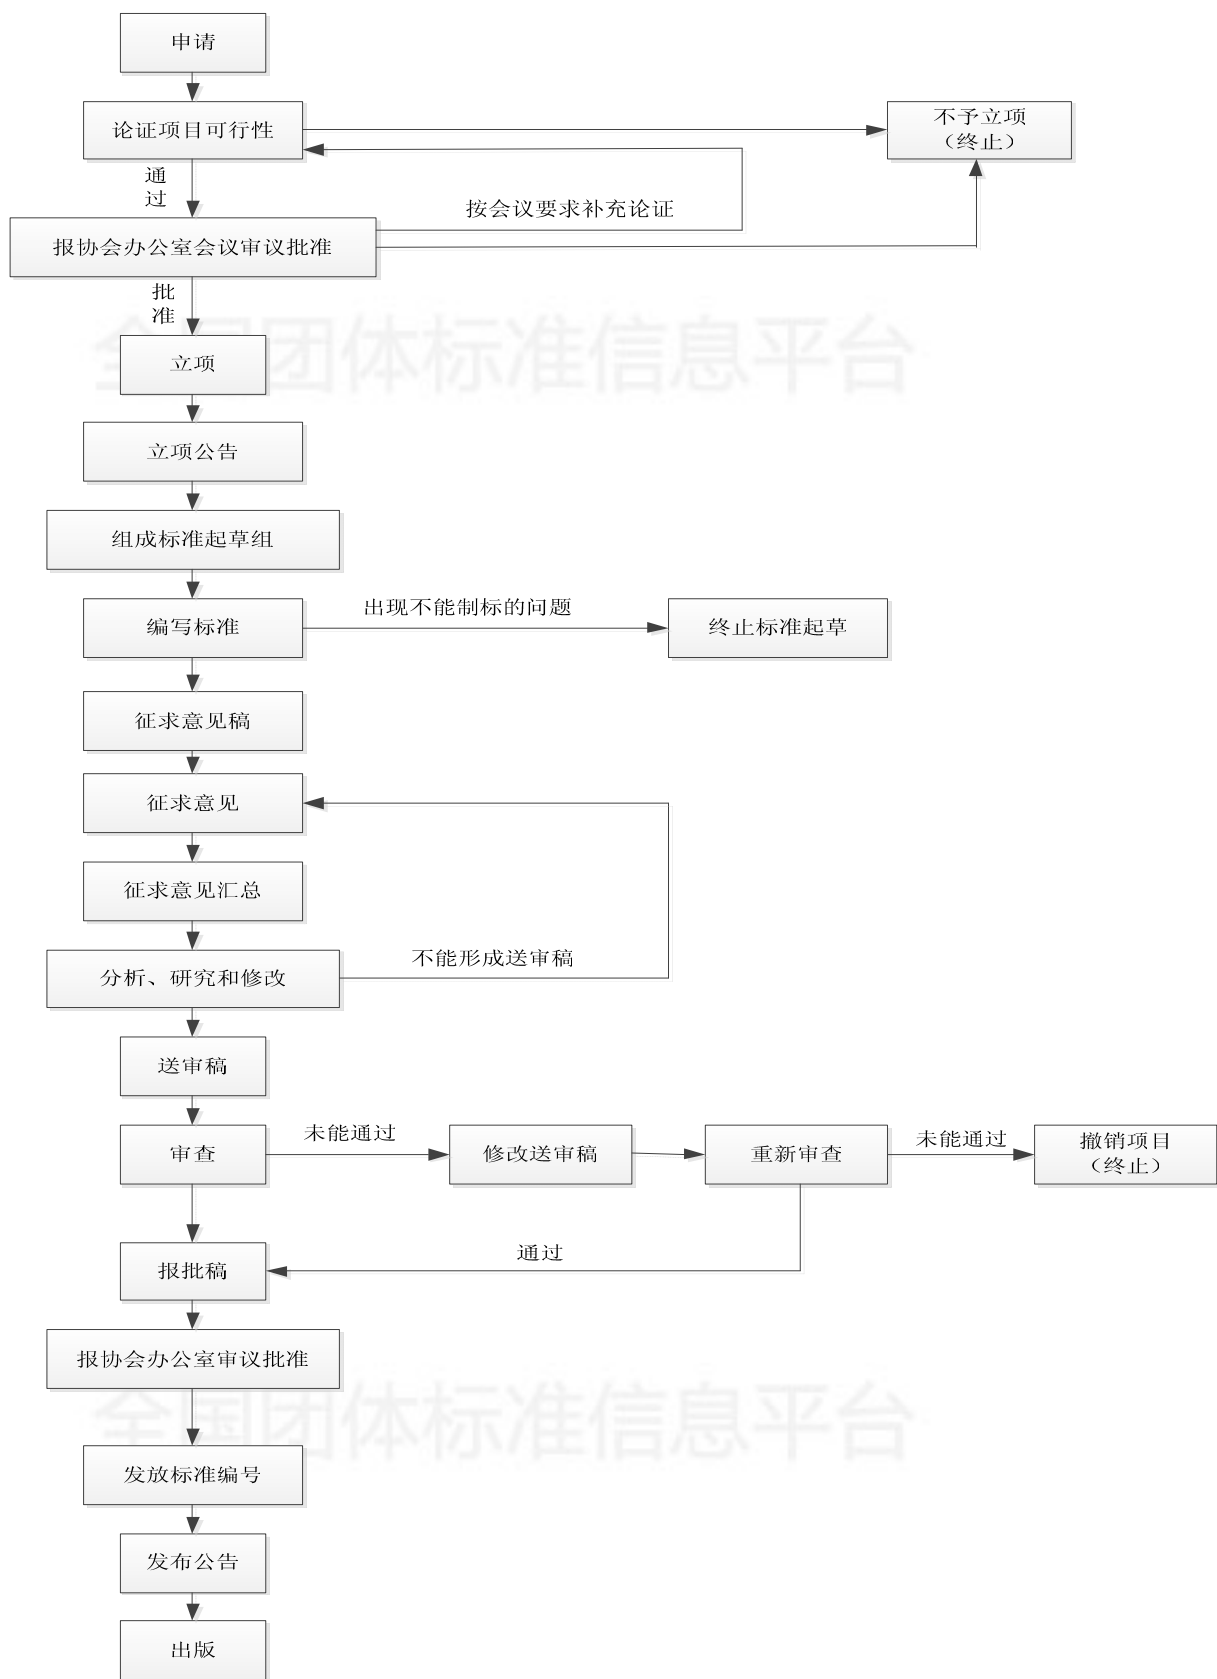 申请
论证项目可行性
不予立项
（终止）
通
过
按会议要求补充论证
报协会办公室会议审议批准
批
准
全国团体标准信息平台
立项
立项公告
组成标准起草组
出现不能制标的问题
编写标准
终止标准起草
征求意见稿
征求意见
征求意见汇总
不能形成送审稿
分析、研究和修改
送审稿
未能通过
未能通过
审查
修改送审稿
重新审查
撤销项目
（终止）
通过
报批稿
报协会办公室审议批准
全国团体标准信息平台
发放标准编号
发布公告
出版